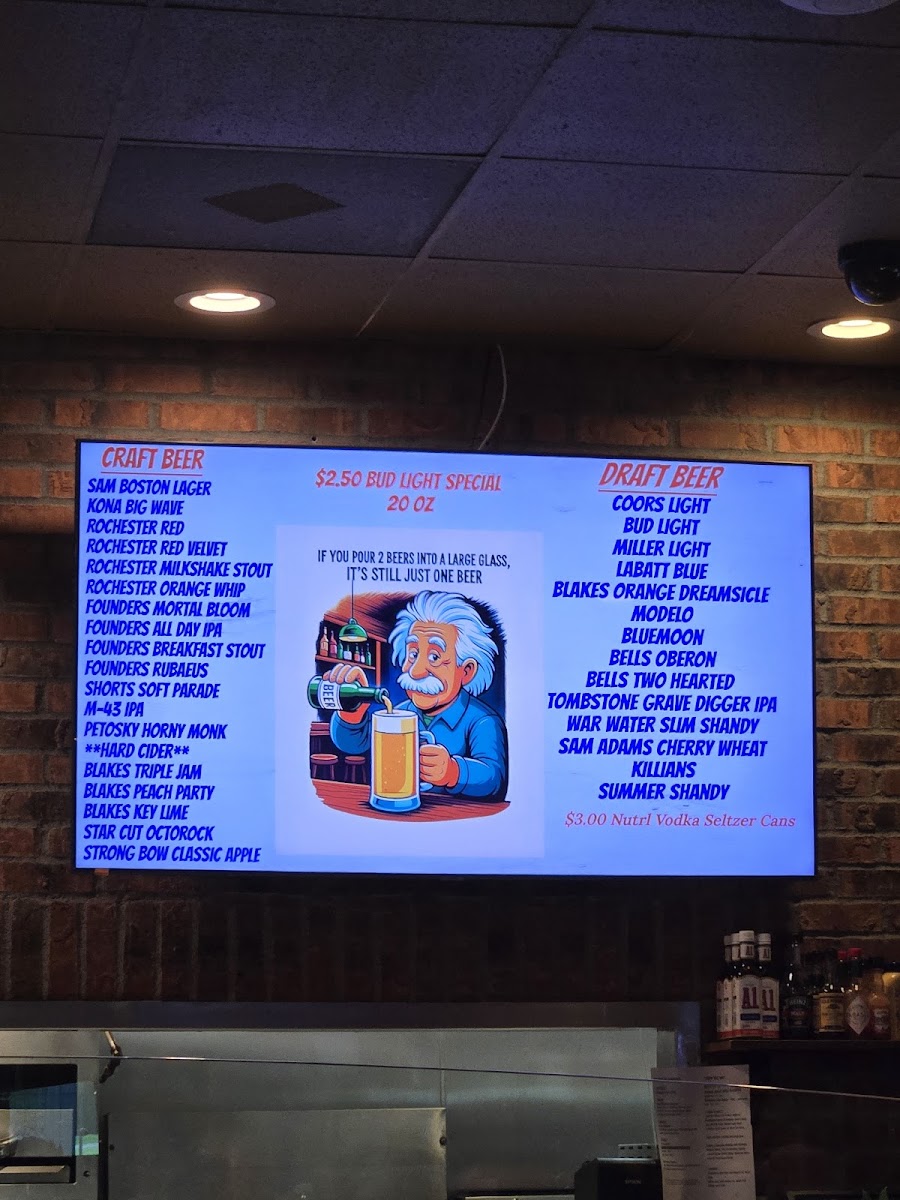 CRAFT BEER
SAM BOSTON LAGER
KONA BIG WAVE
ROCHESTER RED
ROCHESTER RED VELVET
ROCHESTER MILKSHAKE STOUT
ROCHESTER ORANGE WHIP
FOUNDERS MORTAL BLOOM
FOUNDERS ALL DAY IPA
FOUNDERS BREAKFAST STOUT
FOUNDERS RUBAEUS
SHORTS SOFT PARADE
M-43 IPA
PETOSKY HORNY MONK
**HARD CIDER**
BLAKES TRIPLE JAM
BLAKES PEACH PARTY
BLAKES KEY LIME
STAR CUT OCTOROCK
STRONG BOW CLASSIC APPLE
$2.50 BUD LIGHT SPECIAL
20 OZ
IF YOU POUR 2 BEERS INTO A LARGE GLASS,
IT'S STILL JUST ONE BEER
BEER
DRAFT BEER
COORS LIGHT
BUD LIGHT
MILLER LIGHT
LABATT BLUE
BLAKES ORANGE DREAMSICLE
MODELO
BLUEMOON
BELLS OBERON
BELLS TWO HEARTED
TOMBSTONE GRAVE DIGGER IPA
WAR WATER SLIM SHANDY
SAM ADAMS CHERRY WHEAT
KILLIANS
SUMMER SHANDY
$3.00 Nutrl Vodka Seltzer Cans
A1
HEINZ
EPSON